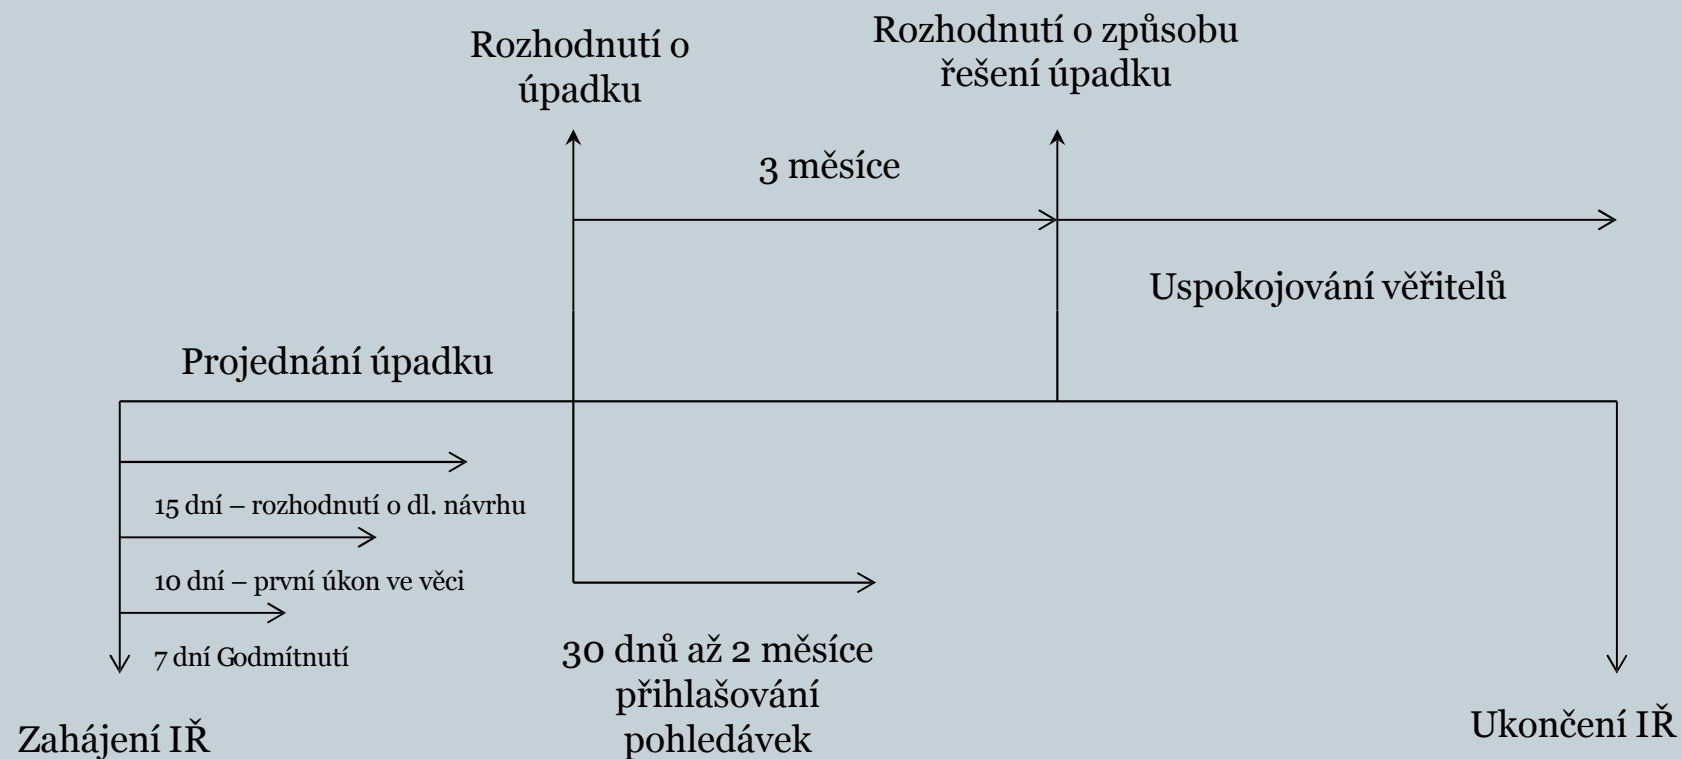 Rozhodnutí o
úpadku
Rozhodnutí o způsobu
řešení úpadku
3 měsíce
Uspokojování věřitelů
Projednání úpadku
15 dní – rozhodnutí o dl. návrhu
10 dní – první úkon ve věci
7 dní Godmítnutí
30 dnů až 2 měsíce
přihlašování
pohledávek
Zahájení IŘ
Ukončení IŘ